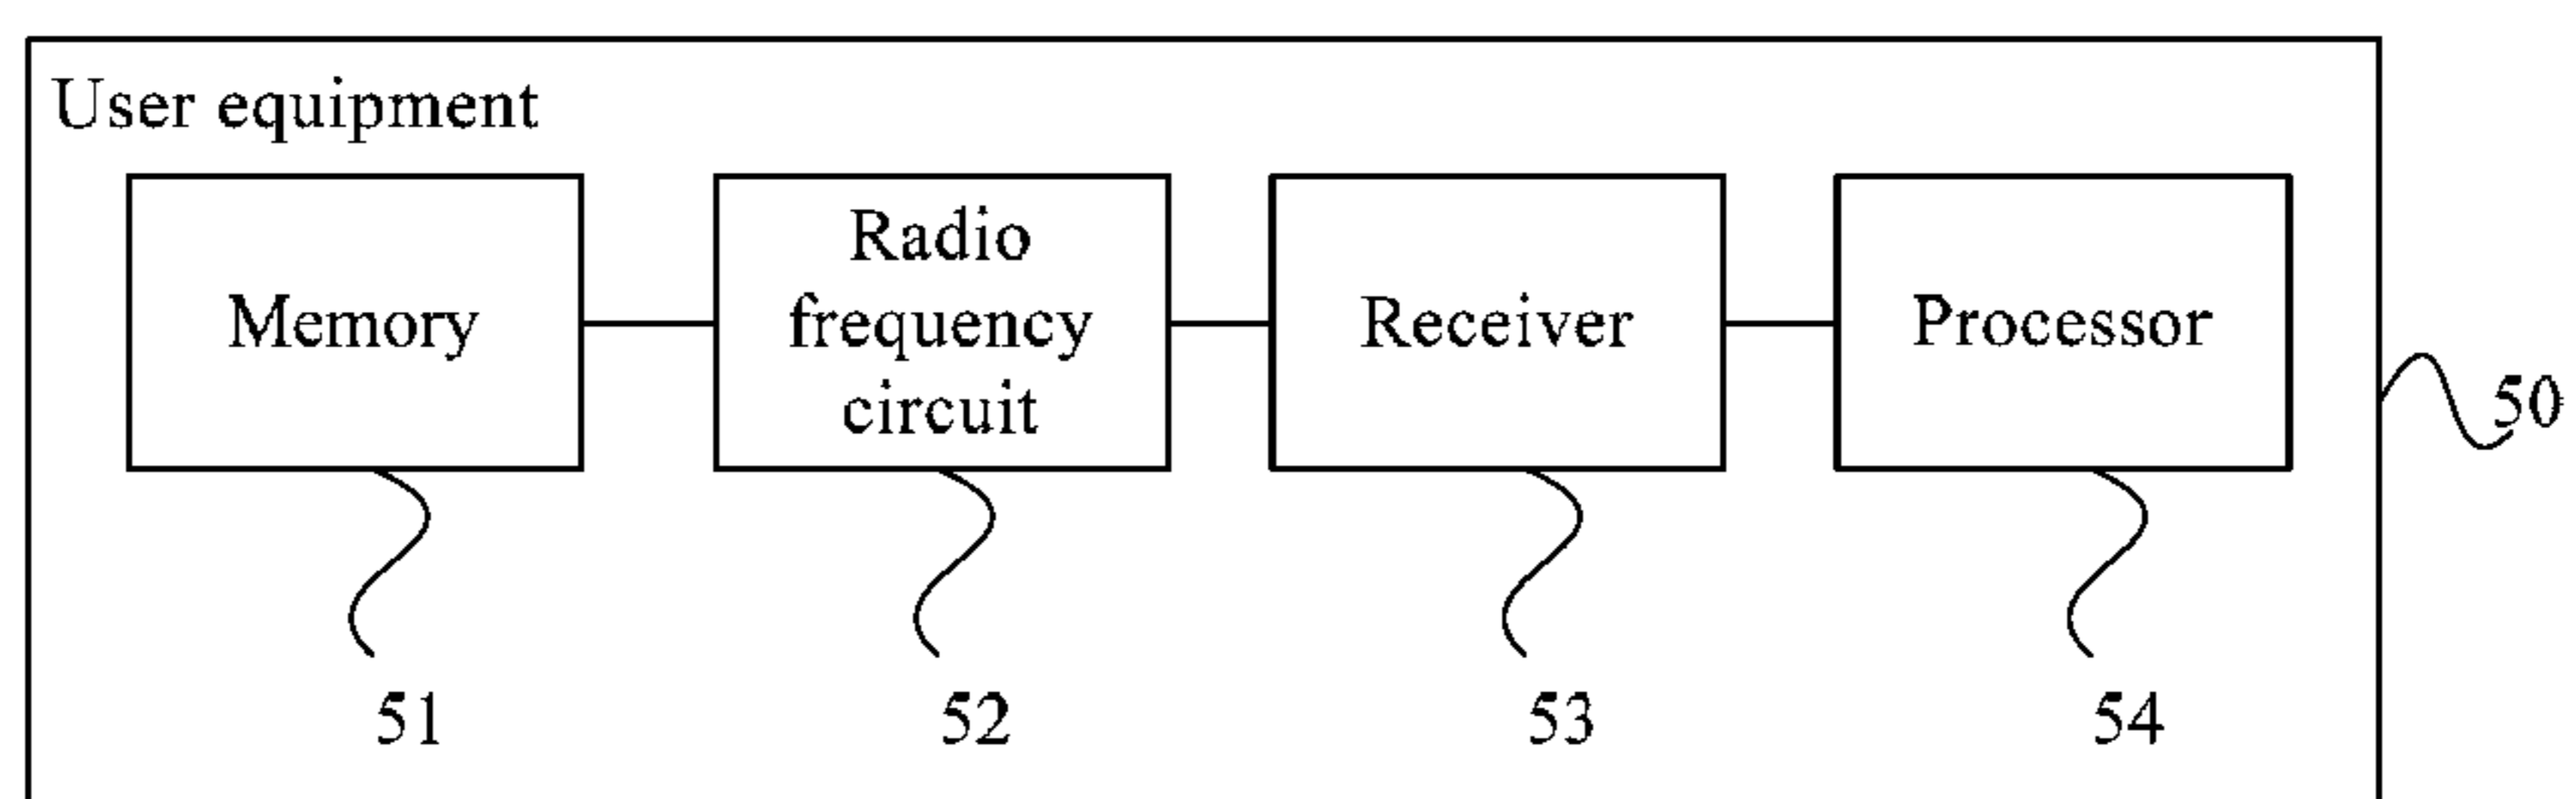 User equipment
Memory
Radio
frequency
circuit
Receiver
Processor
50
51
52
53
54